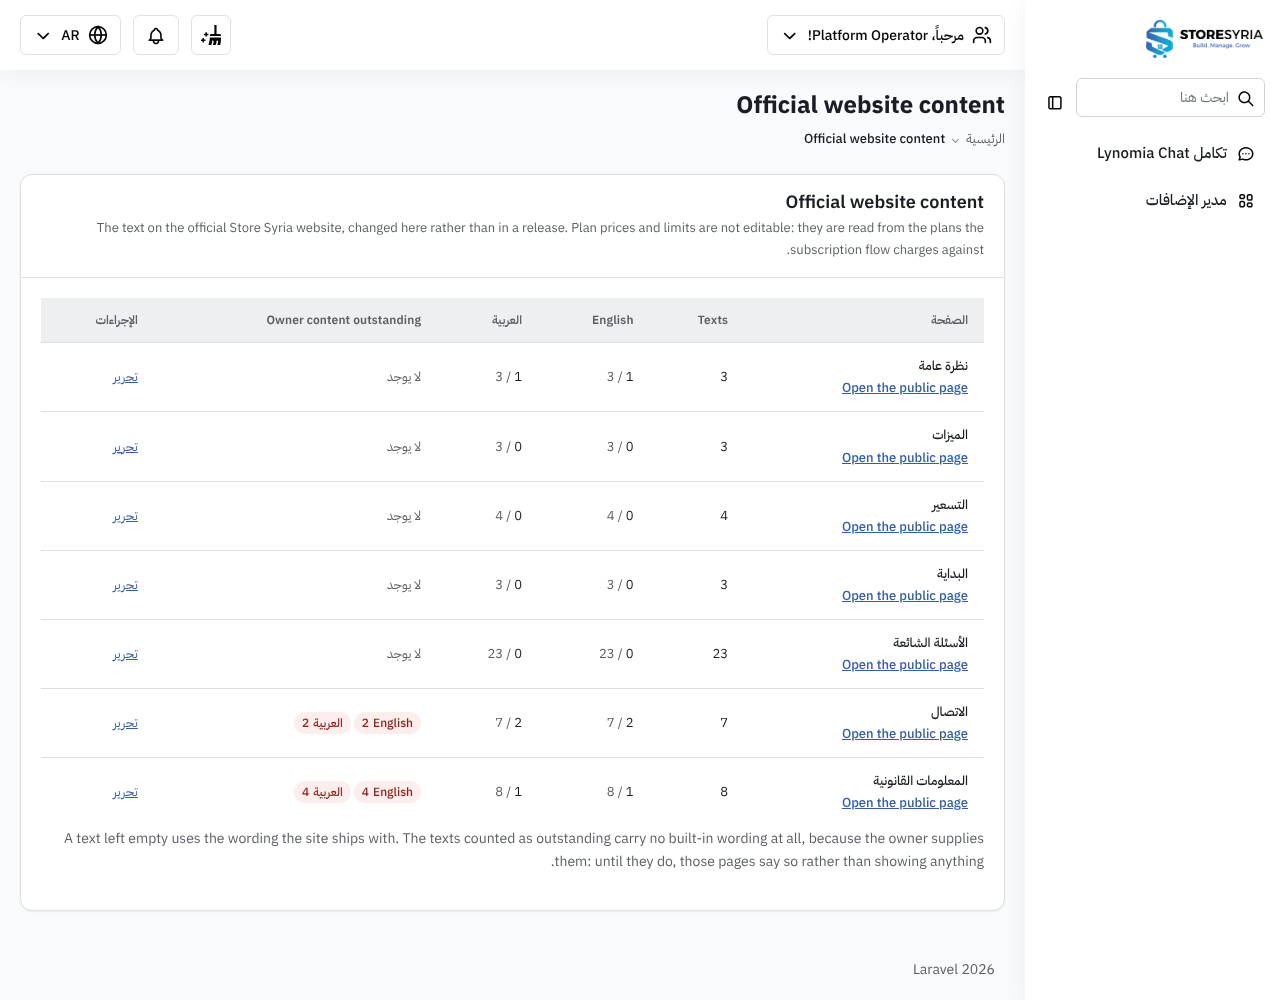 STORESYRIA
Build. Manage. Grow
ابحث هنا
تكامل Lynomia Chat
مدير الإضافات
مرحباً، Platform Operator!
AR
Official website content
الرئيسية
Official website content
Official website content
The text on the official Store Syria website, changed here rather than in a release. Plan prices and limits are not editable: they are read from the plans the
subscription flow charges against.
الصفحة Texts English العربية Owner content outstanding الإجراءات
نظرة عامة
Open the public page
3 1 / 3 1 / 3 لا يوجد تحرير
الميزات
Open the public page
3 0 / 3 0 / 3 لا يوجد تحرير
التسعير
Open the public page
4 0 / 4 0 / 4 لا يوجد تحرير
البداية
Open the public page
3 0 / 3 0 / 3 لا يوجد تحرير
الأسئلة الشائعة
Open the public page
23 0 / 23 0 / 23 لا يوجد تحرير
الاتصال
Open the public page
7 2 / 7 2 / 7 2 English العربية 2 تحرير
المعلومات القانونية
Open the public page
8 1 / 8 1 / 8 4 English العربية 4 تحرير
A text left empty uses the wording the site ships with. The texts counted as outstanding carry no built-in wording at all, because the owner supplies
them: until they do, those pages say so rather than showing anything.
Laravel 2026